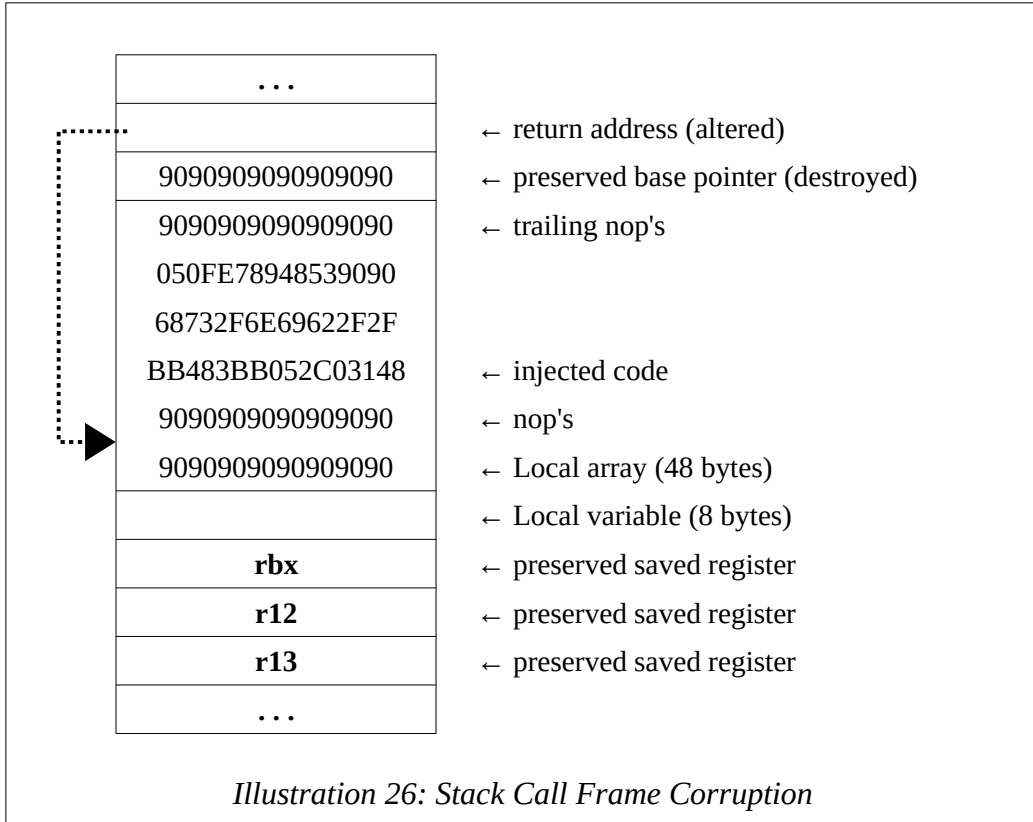 . . .
← return address (altered)
9090909090909090 ← preserved base pointer (destroyed)
9090909090909090 ← trailing nop's
050FE78948539090
68732F6E69622F2F
BB483BB052C03148 ← injected code
9090909090909090 ← nop's
9090909090909090 ← Local array (48 bytes)
← Local variable (8 bytes)
rbx ← preserved saved register
r12 ← preserved saved register
r13 ← preserved saved register
. . .
Illustration 26: Stack Call Frame Corruption